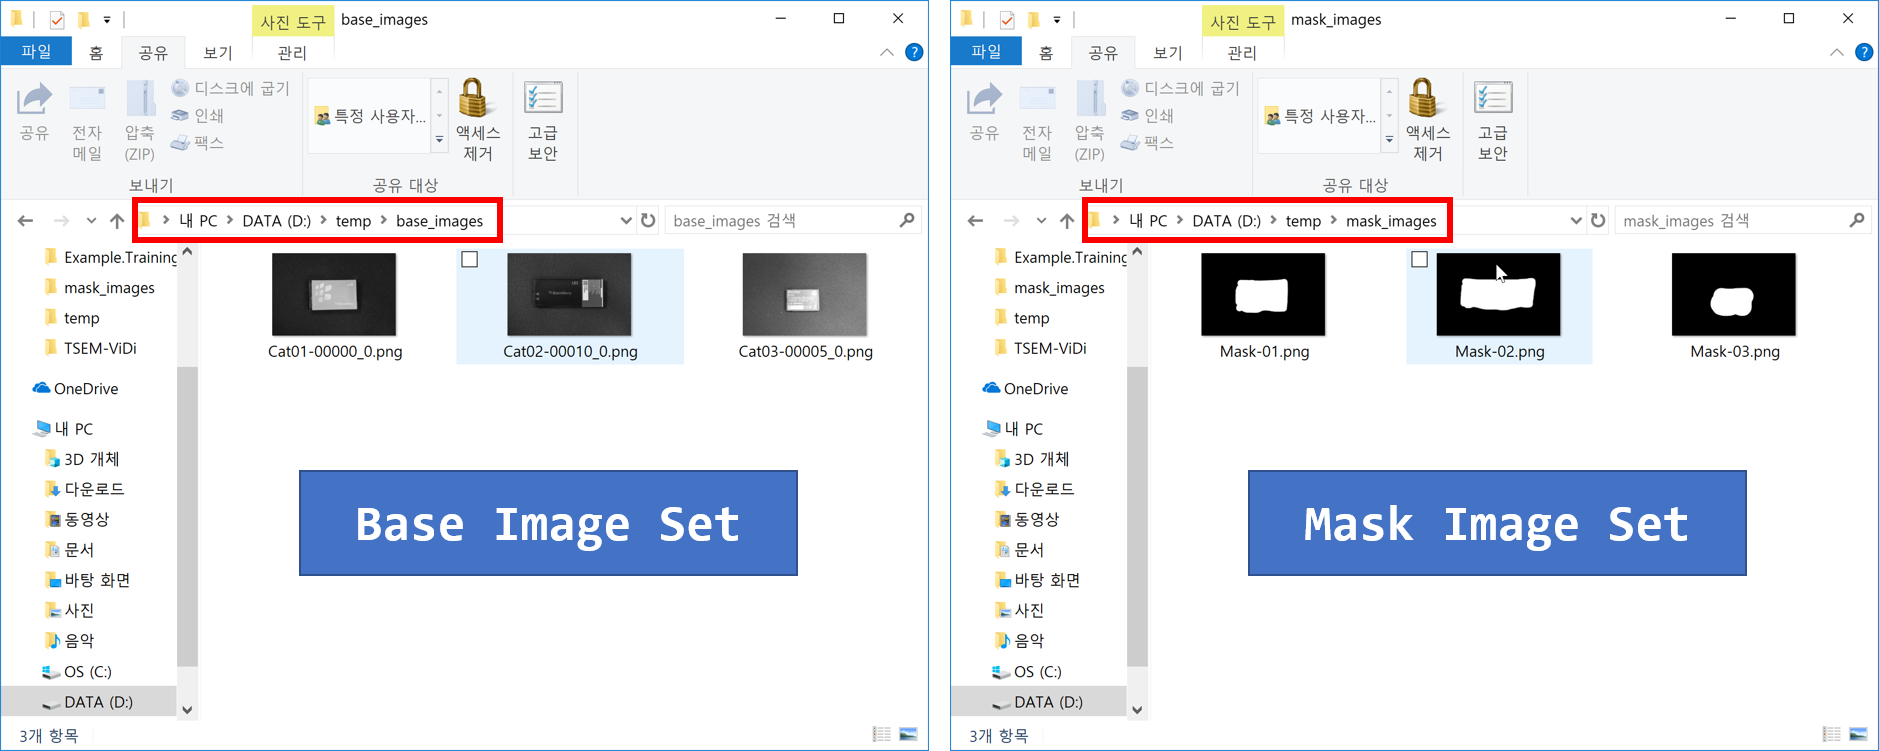 사진 도구
base_images
파일
홈
공유
보기
관리
공유
전자
메일
압축
(ZIP)
디스크에 굽기
인쇄
팩스
보내기
특정 사용자...
액세스
제거
공유 대상
고급
보안
내 PC
DATA (D:)
temp
base_images
base_images 검색
Example.Training
mask_images
temp
TSEM-ViDi
OneDrive
내 PC
3D 개체
다운로드
동영상
문서
바탕 화면
사진
음악
OS (C:)
DATA (D:)
Cat01-00000_0.png
Cat02-00010_0.png
Cat03-00005_0.png
Base Image Set
3개 항목
사진 도구
mask_images
파일
홈
공유
보기
관리
공유
전자
메일
압축
(ZIP)
디스크에 굽기
인쇄
팩스
보내기
특정 사용자...
액세스
제거
공유 대상
고급
보안
내 PC
DATA (D:)
temp
mask_images
mask_images 검색
Example.Training
mask_images
temp
TSEM-ViDi
OneDrive
내 PC
3D 개체
다운로드
동영상
문서
바탕 화면
사진
음악
OS (C:)
DATA (D:)
Mask-01.png
Mask-02.png
Mask-03.png
Mask Image Set
3개 항목